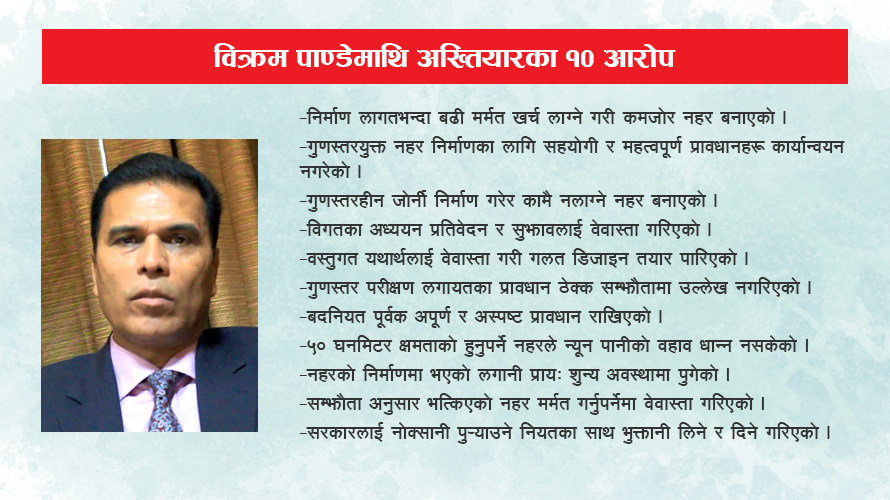 विक्रम पाण्डेमाथि अख्तियारका १० आरोप
-निर्माण लागतभन्दा बढी मर्मत खर्च लाग्ने गरी कमजोर नहर बनाएको ।
-गुणस्तरयुक्त नहर निर्माणका लागि सहयोगी र महत्वपूर्ण प्रावधानहरू कार्यान्वयन
नगरेको ।
-गुणस्तरहीन जोर्नी निर्माण गरेर कामै नलाग्ने नहर बनाएको ।
-विगतका अध्ययन प्रतिवेदन र सुझावलाई वेवास्ता गरिएको ।
-वस्तुगत यथार्थलाई वेवास्ता गरी गलत डिजाइन तयार पारिएको ।
-गुणस्तर परीक्षण लगायतका प्रावधान ठेक्क सम्झौतामा उल्लेख नगरिएको ।
-बदनियत पूर्वक अपूर्ण र अस्पष्ट प्रावधान राखिएको ।
-५० घनमिटर क्षमताको हुनुपर्ने नहरले न्यून पानीको वहाव धान्न नसकेको ।
-नहरको निर्माणमा भएको लगानी प्रायः शुन्य अवस्थामा पुगेको ।
-सम्झौता अनुसार भत्किएको नहर मर्मत गर्नुपर्नेमा वेवास्ता गरिएको ।
-सरकारलाई नोक्सानी पुऱ्याउने नियतका साथ भुक्तानी लिने र दिने गरिएको ।